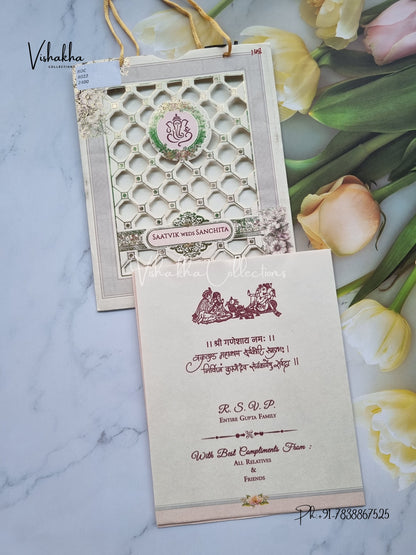 Vishakha
COLLECTIONS
2400
SAATVIK WEDS SANCHITA
Vishakha Collections
।। श्री गणेशाय नमः ।।
वक्रतुण्ड महाकाय सूर्यकोटि समप्रभ ।
निर्विघ्नं कुरुमेदेव सर्वकार्येषु सर्वदा ।।
R. S. V. P.
ENTIRE GUPTA FAMILY
With Best Compliments From :
ALL RELATIVES
&
FRIENDS
Ph.+91.7838867525